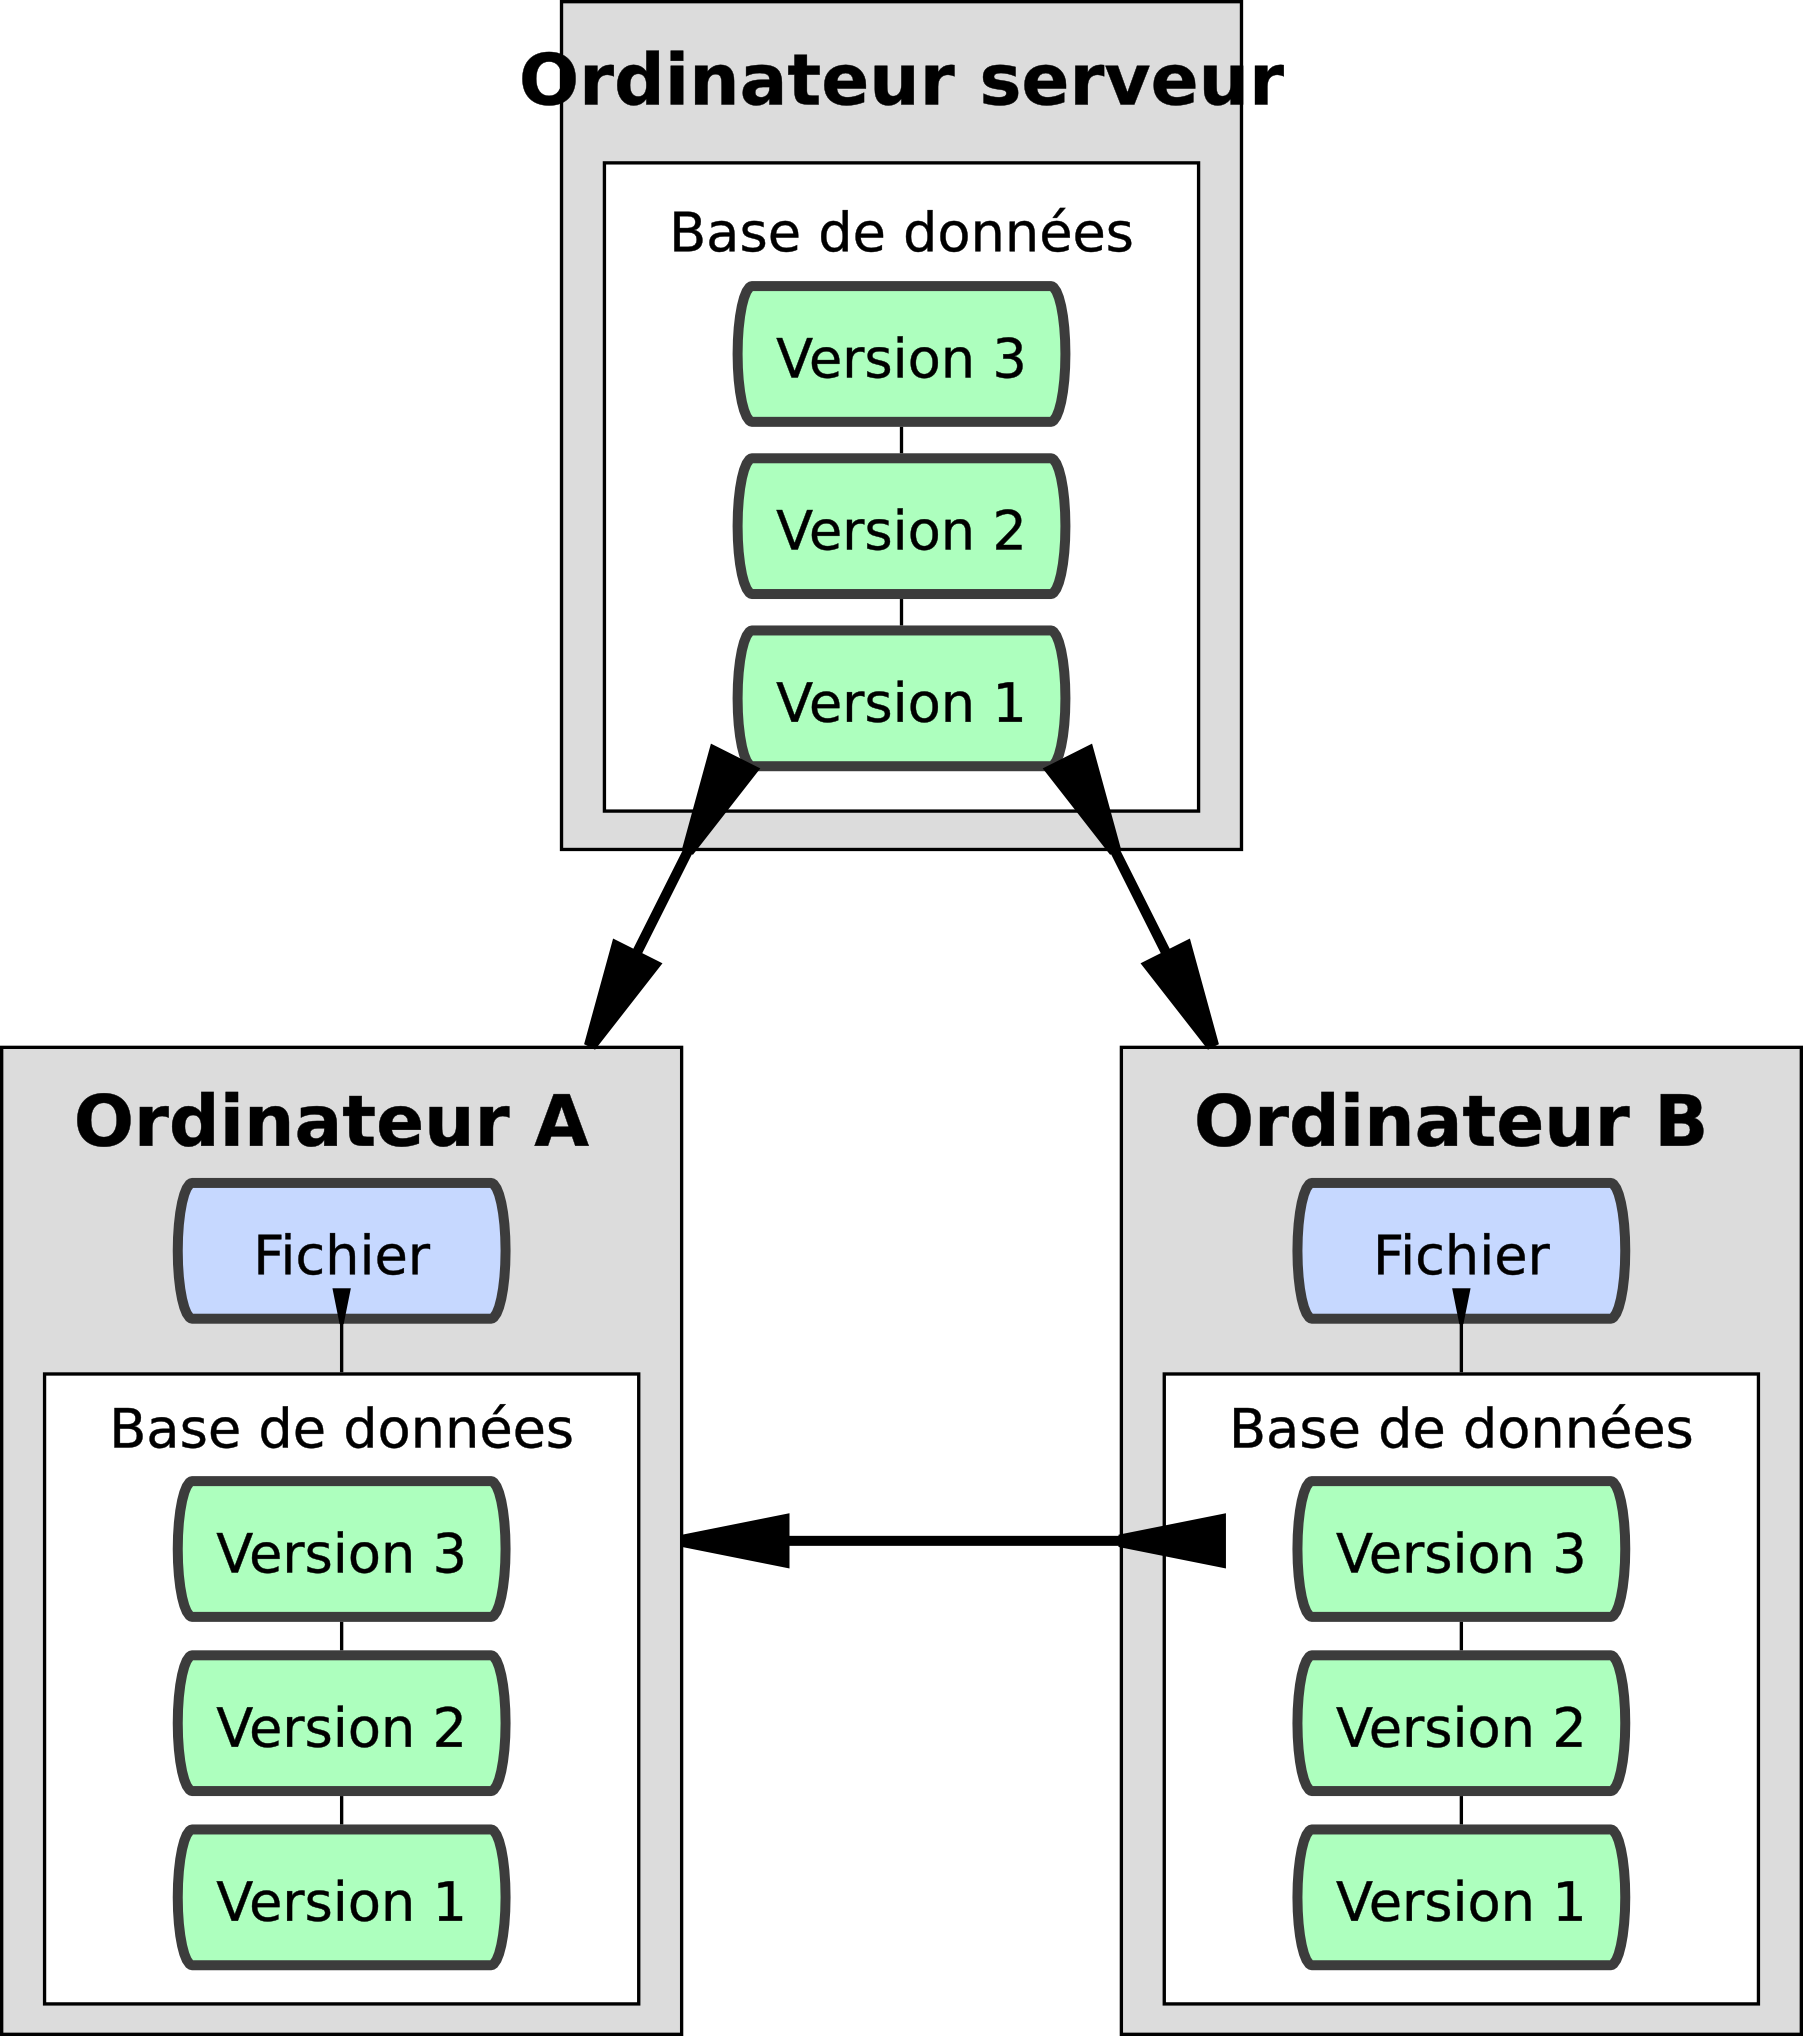 Ordinateur serveur
Base de données
Version 3
Version 2
Version 1
Ordinateur A
Fichier
Base de données
Version 3
Version 2
Version 1
Ordinateur B
Fichier
Base de données
Version 3
Version 2
Version 1